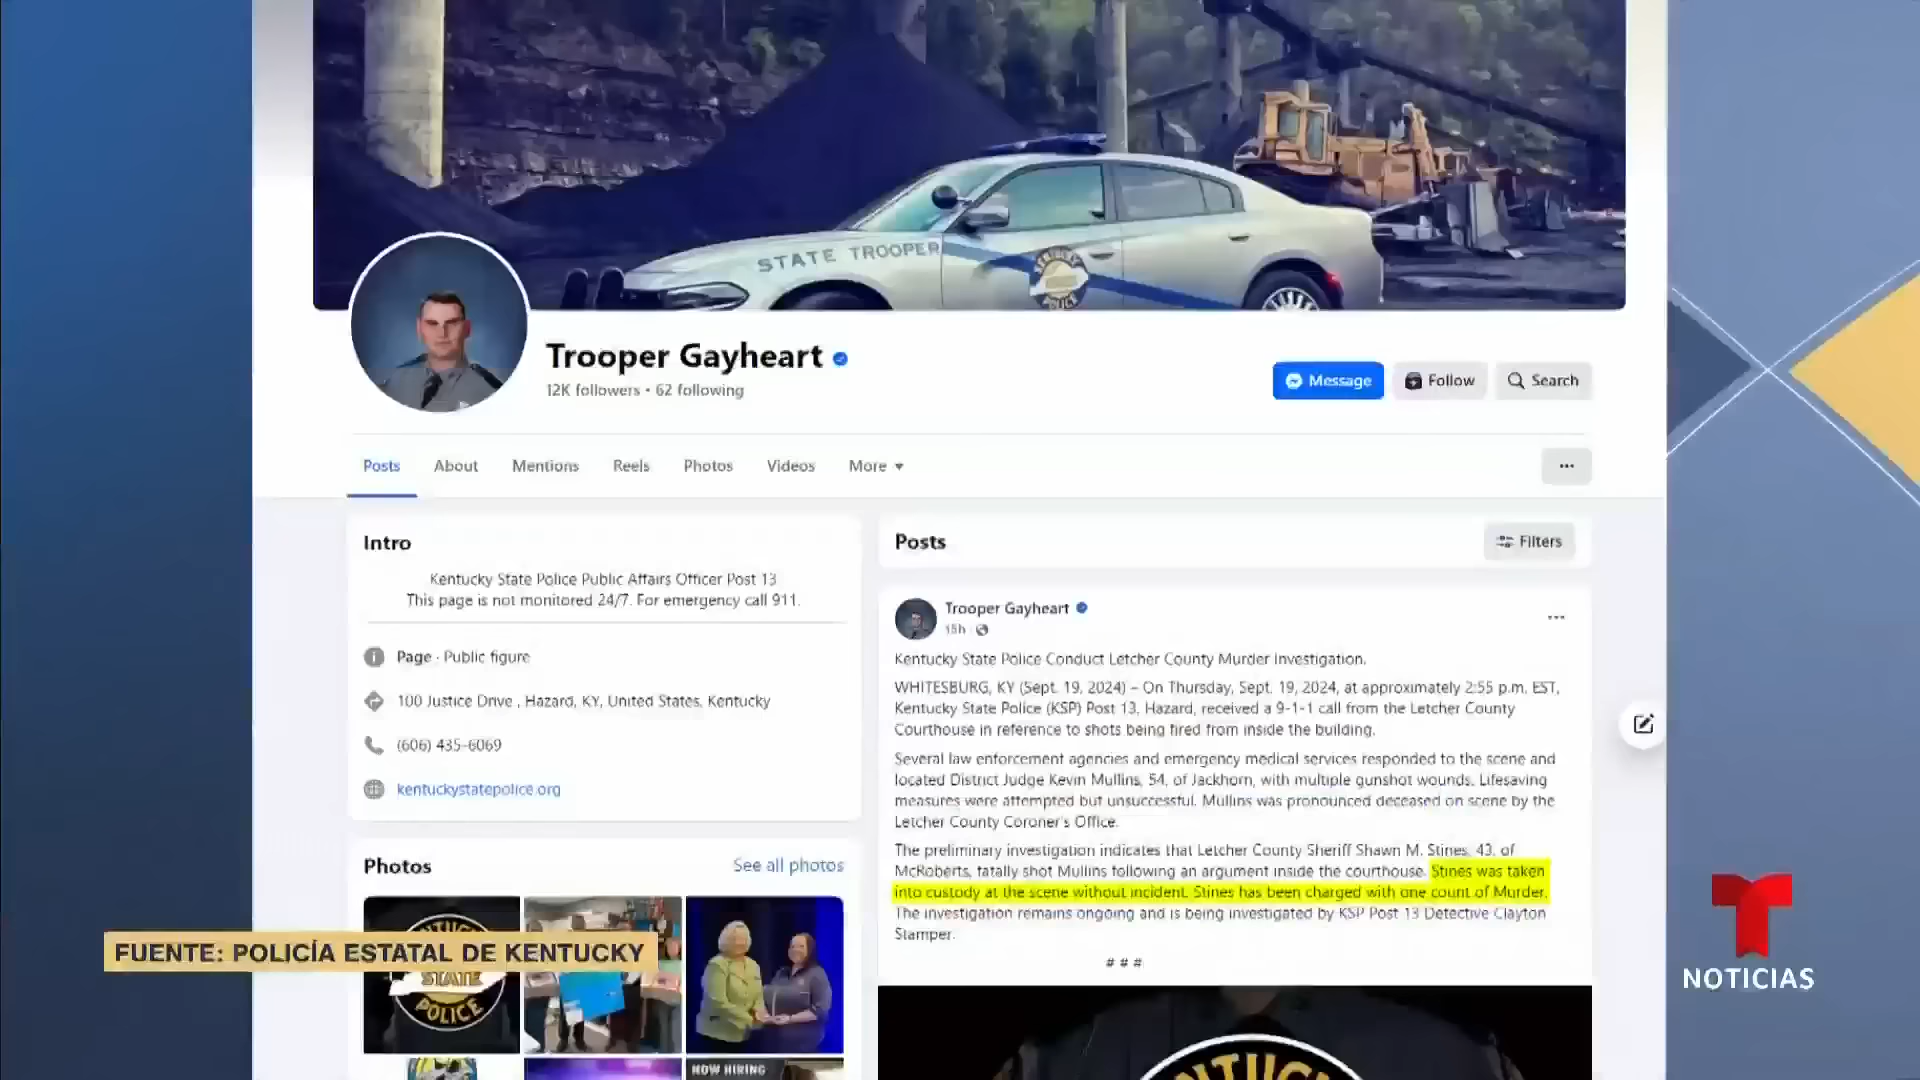 STATE TROOPER
KENTUCKY
POLICE
Trooper Gayheart
12K followers • 62 following
Message
Follow
Search
Posts
About
Mentions
Reels
Photos
Videos
More
Intro
Kentucky State Police Public Affairs Officer Post 13
This page is not monitored 24/7. For emergency call 911.
Page · Public figure
100 Justice Drive , Hazard, KY, United States, Kentucky
(606) 435-6069
kentuckystatepolice.org
Photos
See all photos
STATE
POLICE
NOW HIRING
Posts
Filters
Trooper Gayheart
15h ·
Kentucky State Police Conduct Letcher County Murder Investigation.
WHITESBURG, KY (Sept. 19, 2024) – On Thursday, Sept. 19, 2024, at approximately 2:55 p.m. EST,
Kentucky State Police (KSP) Post 13, Hazard, received a 9-1-1 call from the Letcher County
Courthouse in reference to shots being fired from inside the building.
Several law enforcement agencies and emergency medical services responded to the scene and
located District Judge Kevin Mullins, 54, of Jackhorn, with multiple gunshot wounds. Lifesaving
measures were attempted but unsuccessful. Mullins was pronounced deceased on scene by the
Letcher County Coroner's Office.
The preliminary investigation indicates that Letcher County Sheriff Shawn M. Stines, 43, of
McRoberts, fatally shot Mullins following an argument inside the courthouse. Stines was taken
into custody at the scene without incident. Stines has been charged with one count of Murder.
The investigation remains ongoing and is being investigated by KSP Post 13 Detective Clayton
Stamper.
# # #
FUENTE: POLICÍA ESTATAL DE KENTUCKY
NOTICIAS